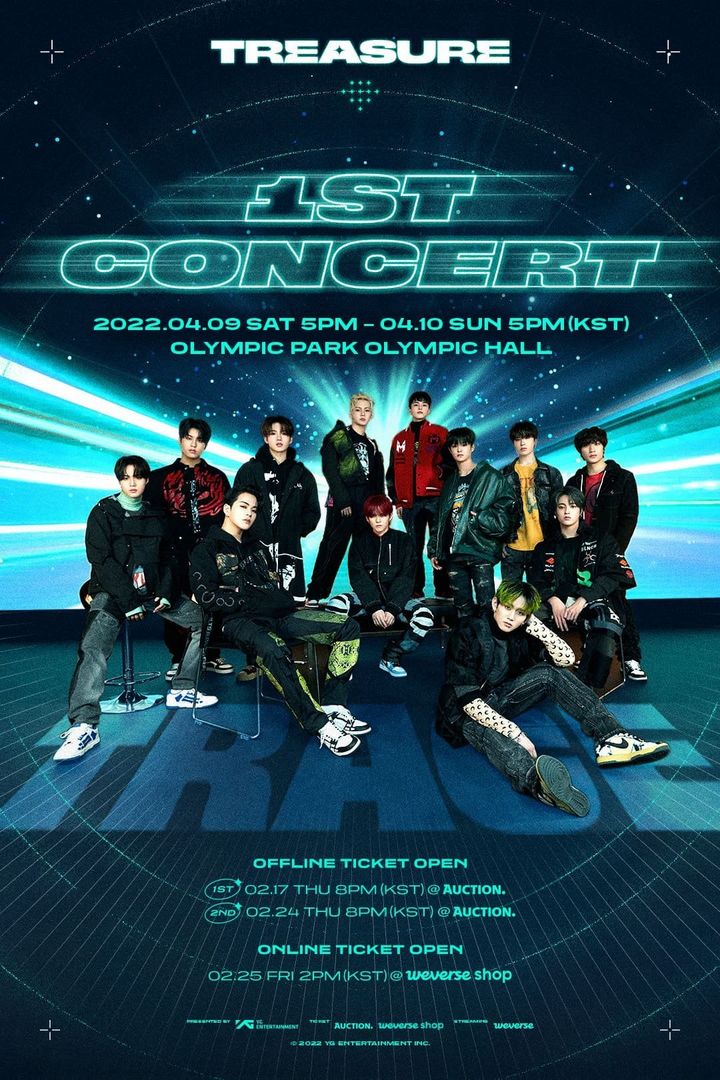 TREASURE
1ST
CONCERT
2022.04.09 SAT 5PM – 04.10 SUN 5PM (KST)
OLYMPIC PARK OLYMPIC HALL
TRACE
OFFLINE TICKET OPEN
1ST 02.17 THU 8PM (KST) @ AUCTION.
2ND 02.24 THU 8PM (KST) @ AUCTION.
ONLINE TICKET OPEN
02.25 FRI 2PM (KST) @ weverse shop
PRESENTED BY YG ENTERTAINMENT TICKET AUCTION. weverse shop STREAMING weverse
© 2022 YG ENTERTAINMENT INC.